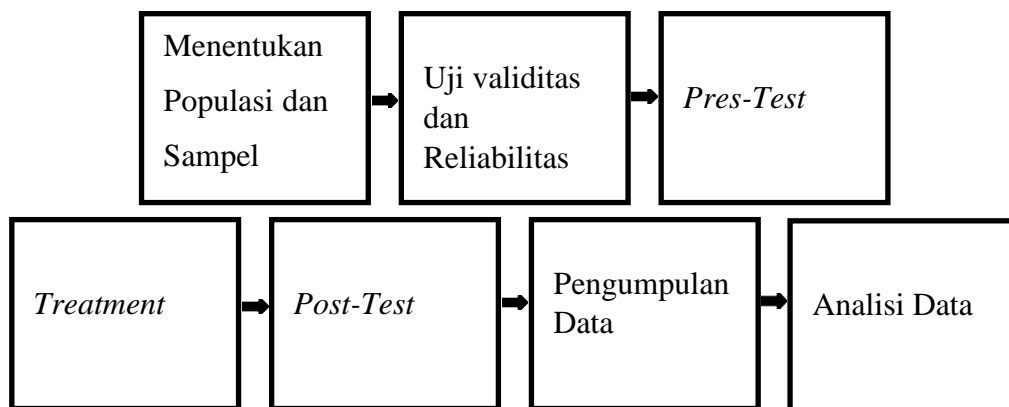 Menentukan
Populasi dan
Sampel
Uji validitas
dan
Reliabilitas
Pres-Test
Treatment
Post-Test
Pengumpulan
Data
Analisi Data